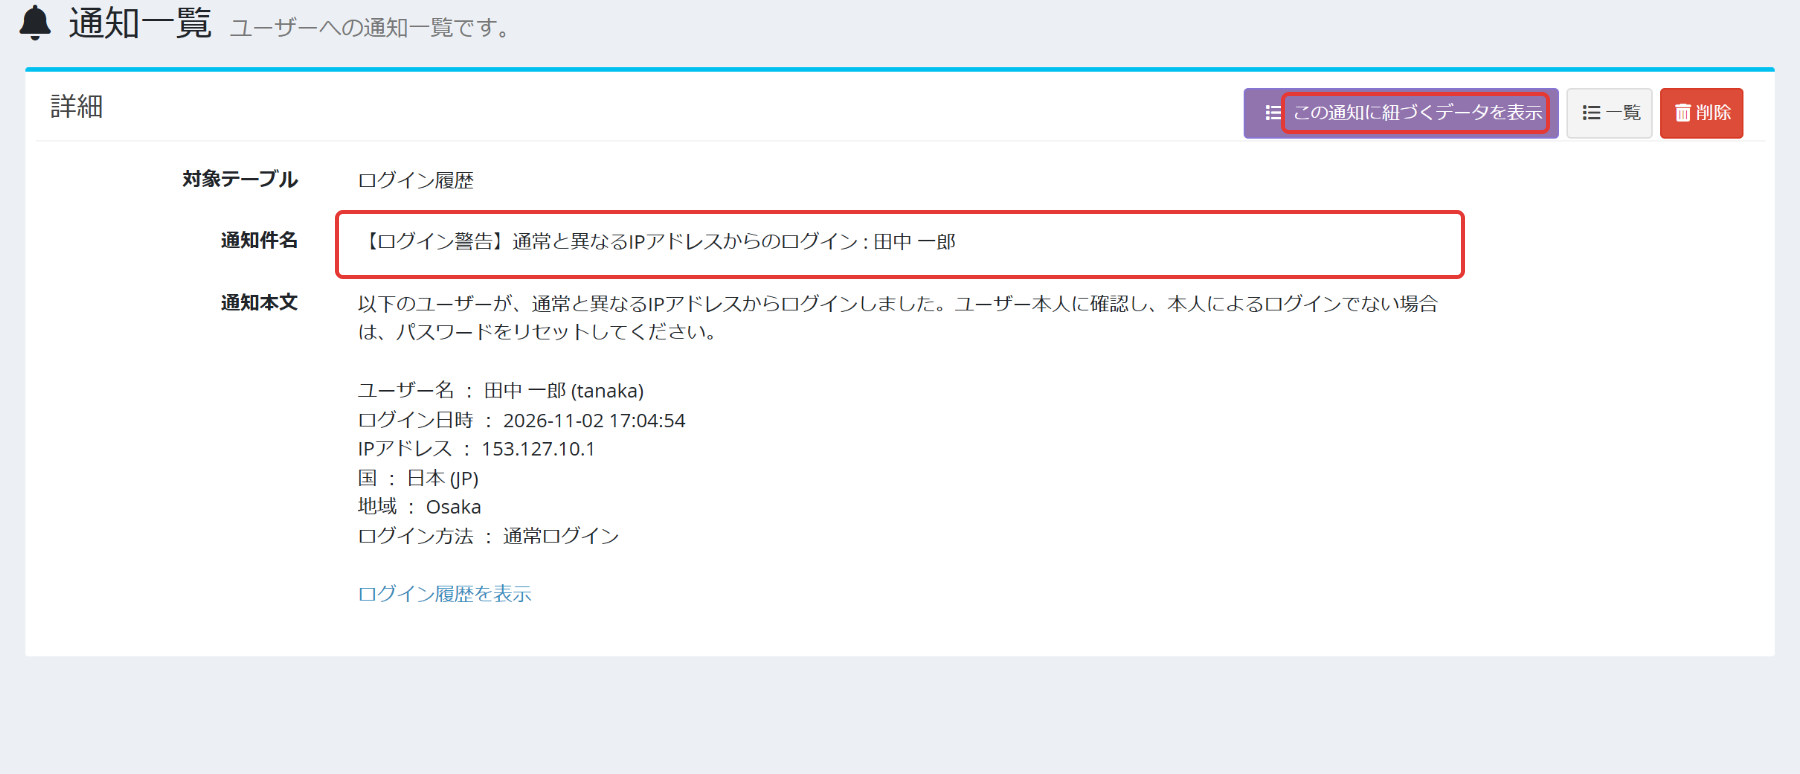 通知一覧 ユーザーへの通知一覧です。
詳細
この通知に紐づくデータを表示 一覧 削除
対象テーブル ログイン履歴
通知件名 【ログイン警告】通常と異なるIPアドレスからのログイン : 田中 一郎
通知本文 以下のユーザーが、通常と異なるIPアドレスからログインしました。ユーザー本人に確認し、本人によるログインでない場合
は、パスワードをリセットしてください。
ユーザー名 : 田中 一郎 (tanaka)
ログイン日時 : 2026-11-02 17:04:54
IPアドレス : 153.127.10.1
国 : 日本 (JP)
地域 : Osaka
ログイン方法 : 通常ログイン
ログイン履歴を表示